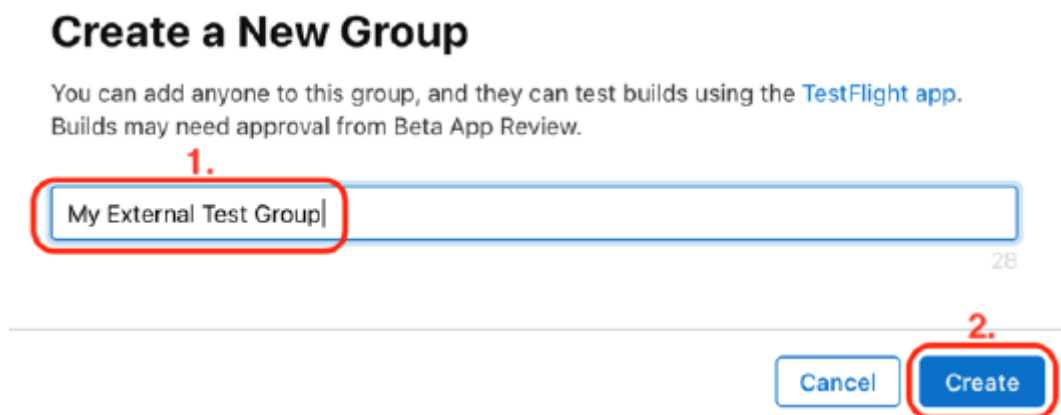 Create a New Group
You can add anyone to this group, and they can test builds using the TestFlight app.
Builds may need approval from Beta App Review.
1.
My External Test Group
28
2.
Cancel
Create